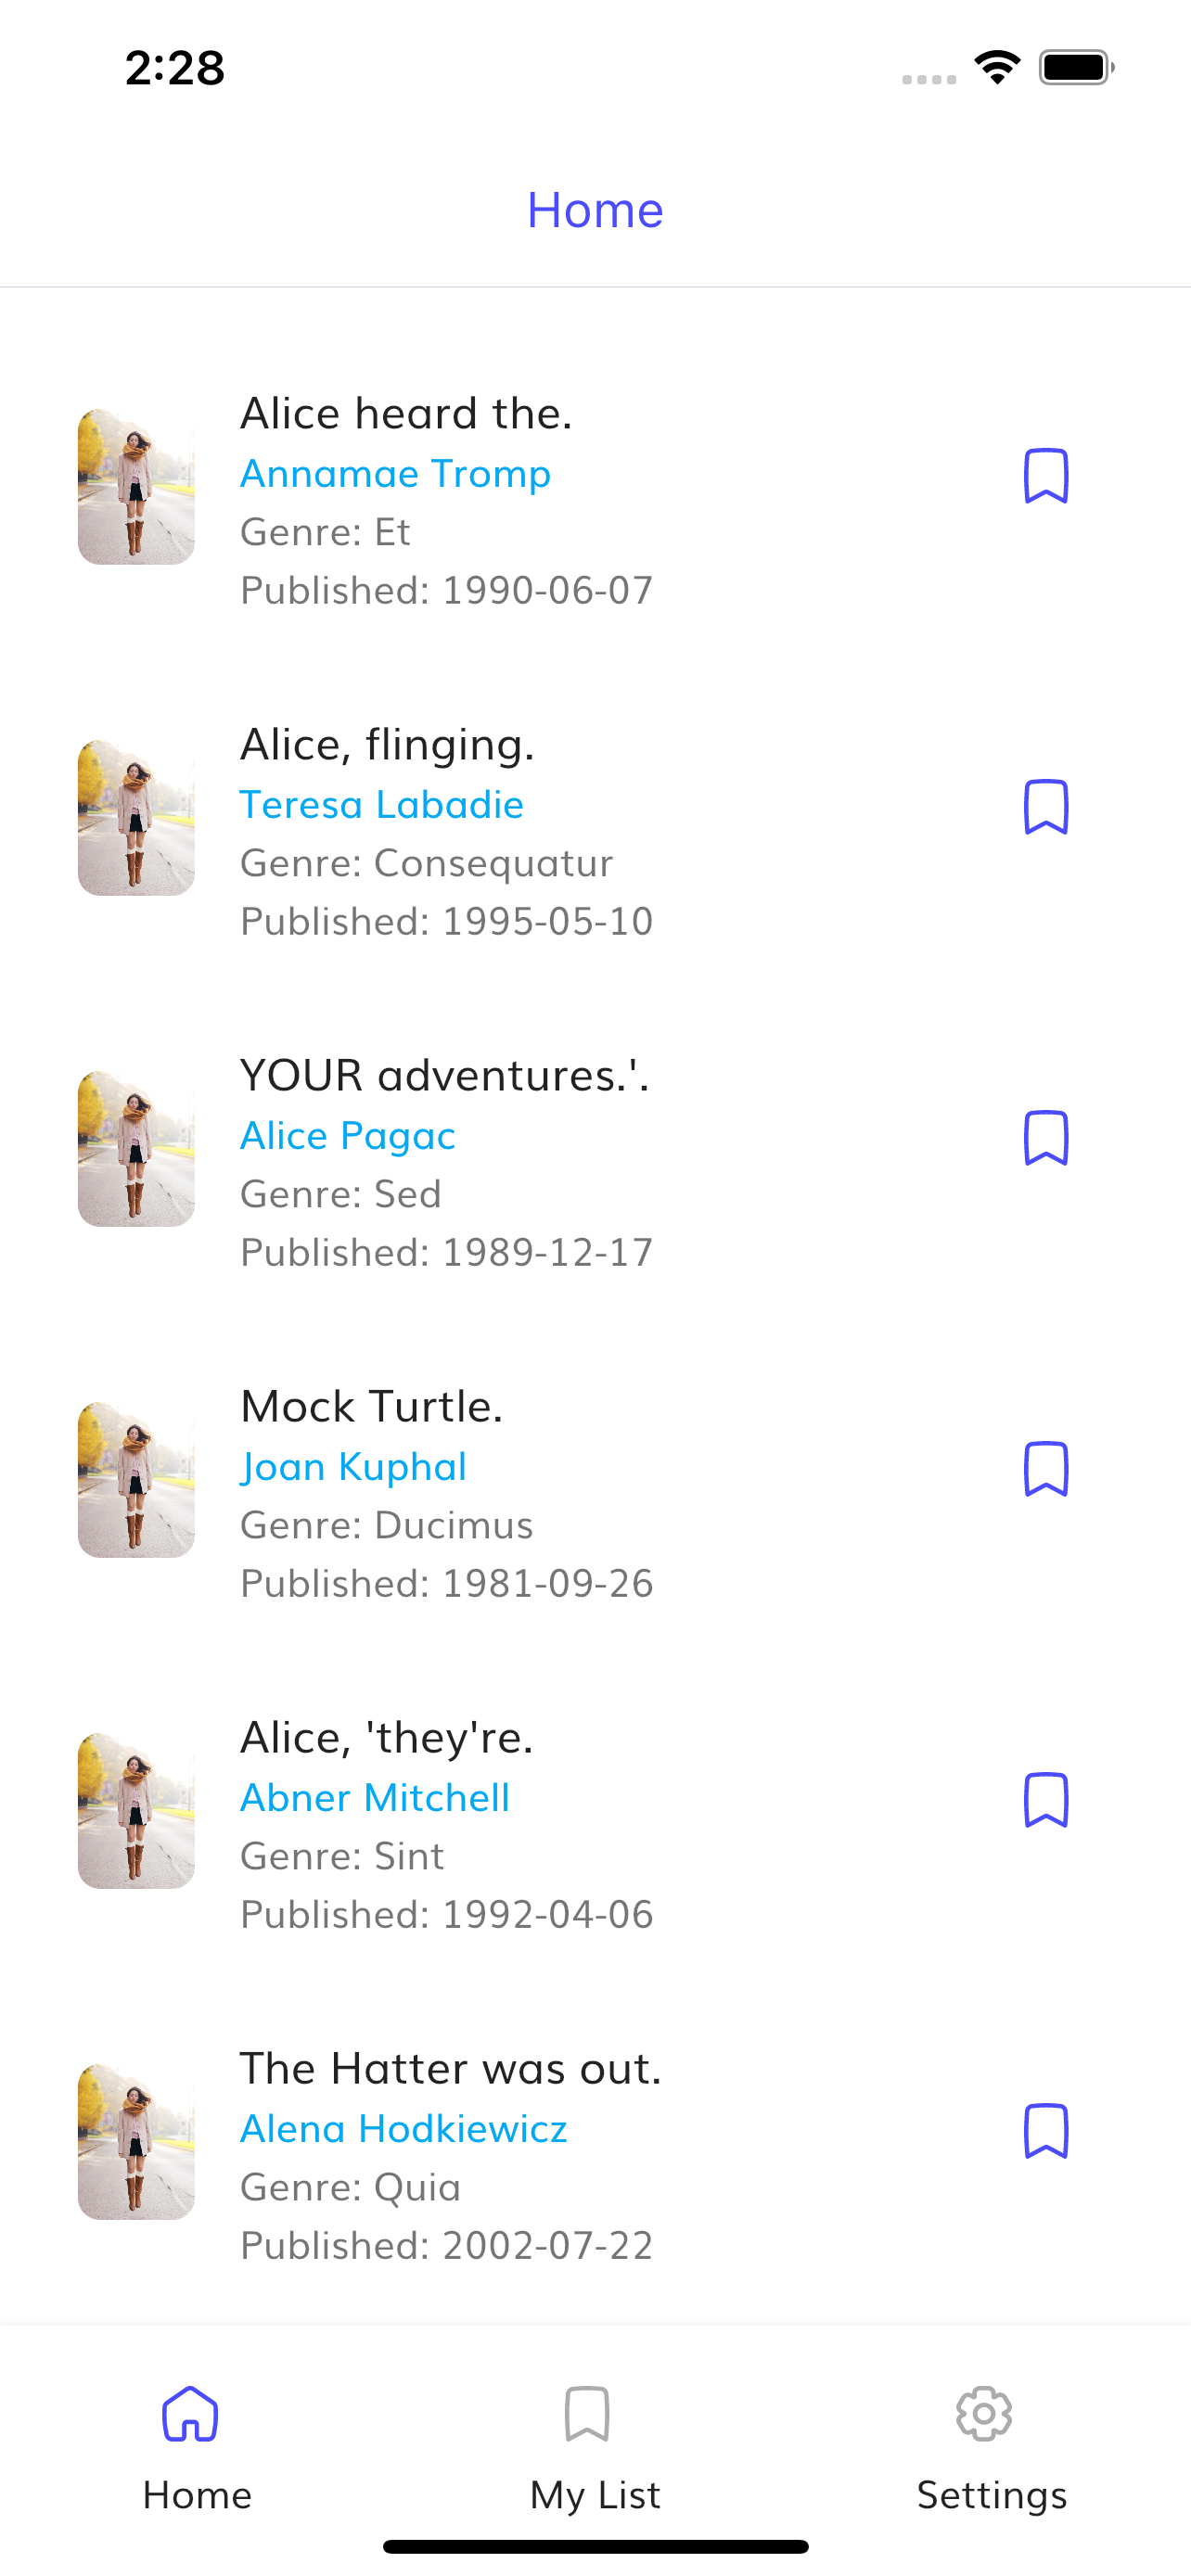 2:28
Home
Alice heard the.
Annamae Tromp
Genre: Et
Published: 1990-06-07
Alice, flinging.
Teresa Labadie
Genre: Consequatur
Published: 1995-05-10
YOUR adventures.'.
Alice Pagac
Genre: Sed
Published: 1989-12-17
Mock Turtle.
Joan Kuphal
Genre: Ducimus
Published: 1981-09-26
Alice, 'they're.
Abner Mitchell
Genre: Sint
Published: 1992-04-06
The Hatter was out.
Alena Hodkiewicz
Genre: Quia
Published: 2002-07-22
Home
My List
Settings